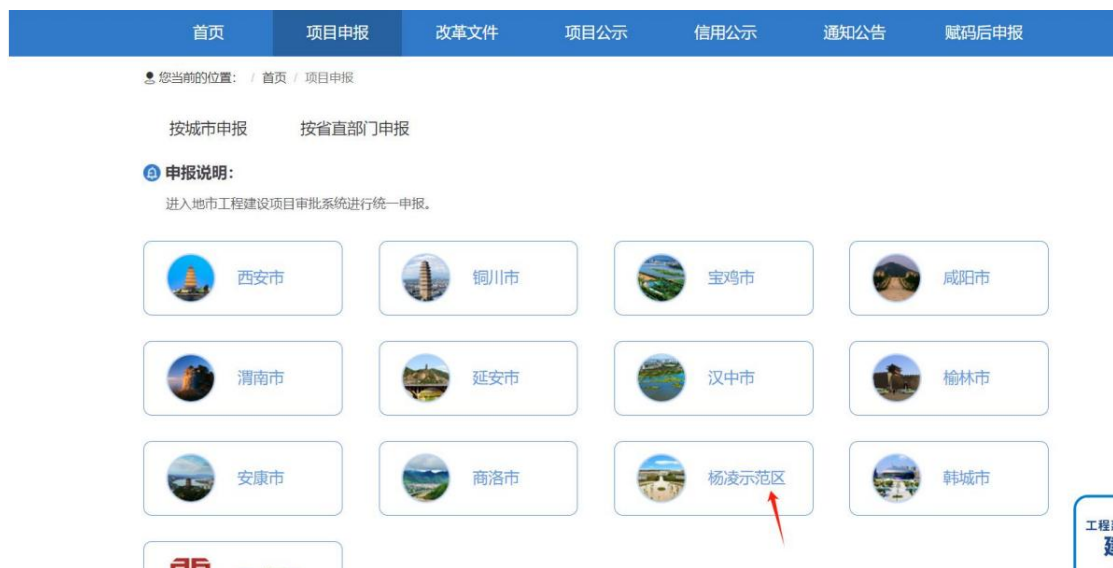 首页 项目申报 改革文件 项目公示 信用公示 通知公告 赋码后申报
您当前的位置： / 首页 / 项目申报
按城市申报 按省直部门申报
申报说明：
进入地市工程建设项目审批系统进行统一申报。
西安市 铜川市 宝鸡市 咸阳市
渭南市 延安市 汉中市 榆林市
安康市 商洛市 杨凌示范区 韩城市
工程